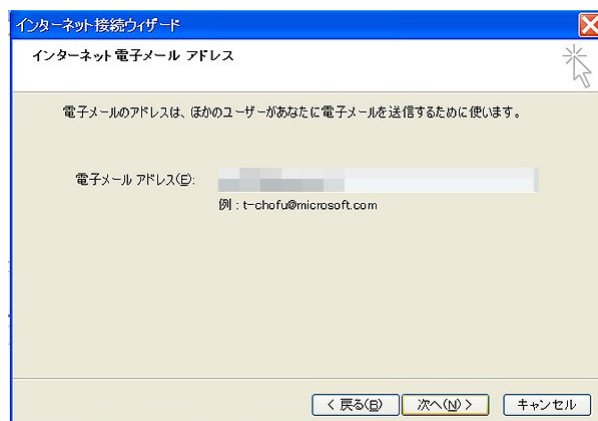 インターネット接続ウィザード
インターネット電子メール アドレス
電子メールのアドレスは、ほかのユーザーがあなたに電子メールを送信するために使います。
電子メール アドレス(E):
例 : t-chofu@microsoft.com
< 戻る(B) 次へ(N) > キャンセル